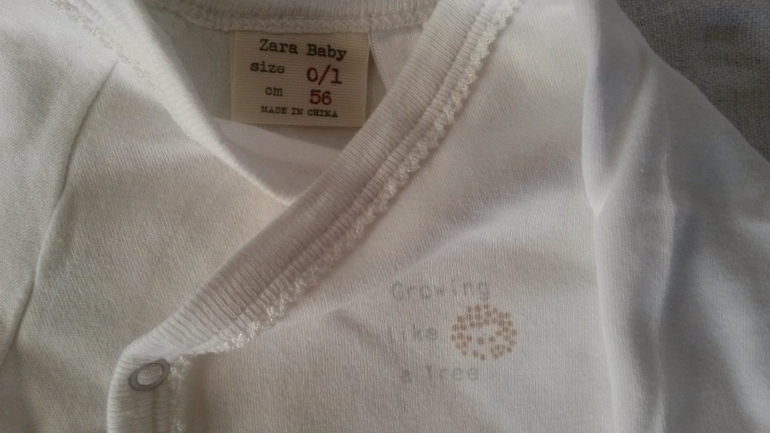 Zara Baby
size 0/1
cm 56
MADE IN CHINA
Growing
like
a Tree